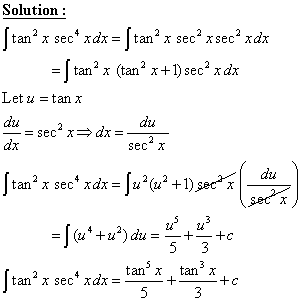 Solution :
∫tan² x sec⁴ x dx = ∫tan² x sec² x sec² x dx
= ∫tan² x (tan² x + 1) sec² x dx
Let u = tan x
du/dx = sec² x ⇒ dx = du/sec² x
∫tan² x sec⁴ x dx = ∫u² (u² + 1) sec² x (du/sec² x)
= ∫(u⁴ + u²) du = u⁵/5 + u³/3 + c
∫tan² x sec⁴ x dx = tan⁵ x/5 + tan³ x/3 + c